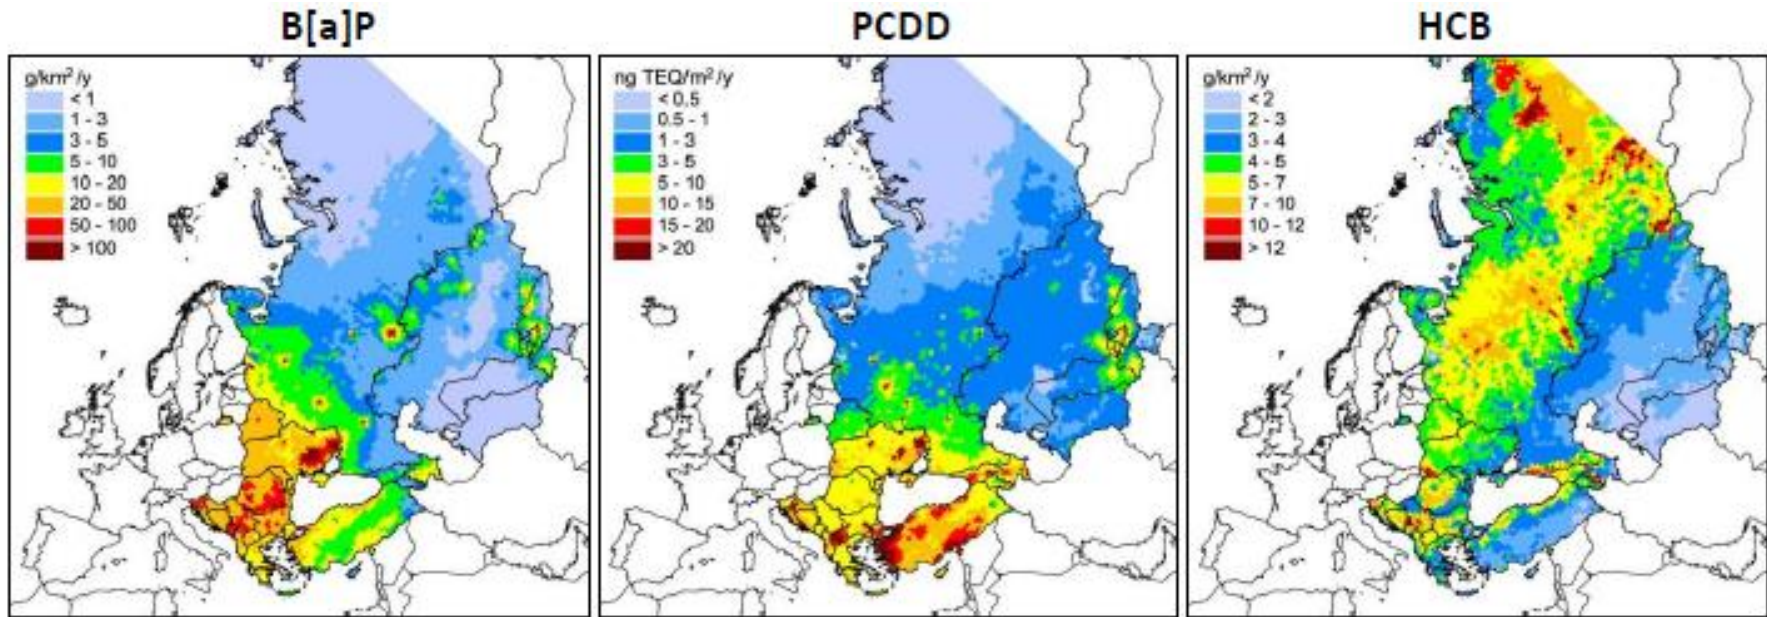 B[a]P
g/km²/y
< 1
1 - 3
3 - 5
5 - 10
10 - 20
20 - 50
50 - 100
> 100
PCDD
ng TEQ/m²/y
< 0.5
0.5 - 1
1 - 3
3 - 5
5 - 10
10 - 15
15 - 20
> 20
HCB
g/km²/y
< 2
2 - 3
3 - 4
4 - 5
5 - 7
7 - 10
10 - 12
> 12